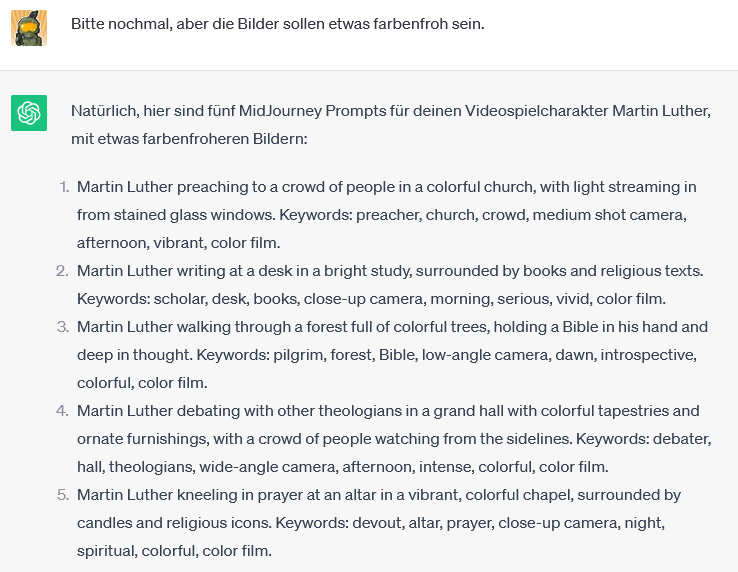 Bitte nochmal, aber die Bilder sollen etwas farbenfroh sein.
Natürlich, hier sind fünf MidJourney Prompts für deinen Videospielcharakter Martin Luther,
mit etwas farbenfroheren Bildern:
1. Martin Luther preaching to a crowd of people in a colorful church, with light streaming in
from stained glass windows. Keywords: preacher, church, crowd, medium shot camera,
afternoon, vibrant, color film.
2. Martin Luther writing at a desk in a bright study, surrounded by books and religious texts.
Keywords: scholar, desk, books, close-up camera, morning, serious, vivid, color film.
3. Martin Luther walking through a forest full of colorful trees, holding a Bible in his hand and
deep in thought. Keywords: pilgrim, forest, Bible, low-angle camera, dawn, introspective,
colorful, color film.
4. Martin Luther debating with other theologians in a grand hall with colorful tapestries and
ornate furnishings, with a crowd of people watching from the sidelines. Keywords: debater,
hall, theologians, wide-angle camera, afternoon, intense, colorful, color film.
5. Martin Luther kneeling in prayer at an altar in a vibrant, colorful chapel, surrounded by
candles and religious icons. Keywords: devout, altar, prayer, close-up camera, night,
spiritual, colorful, color film.